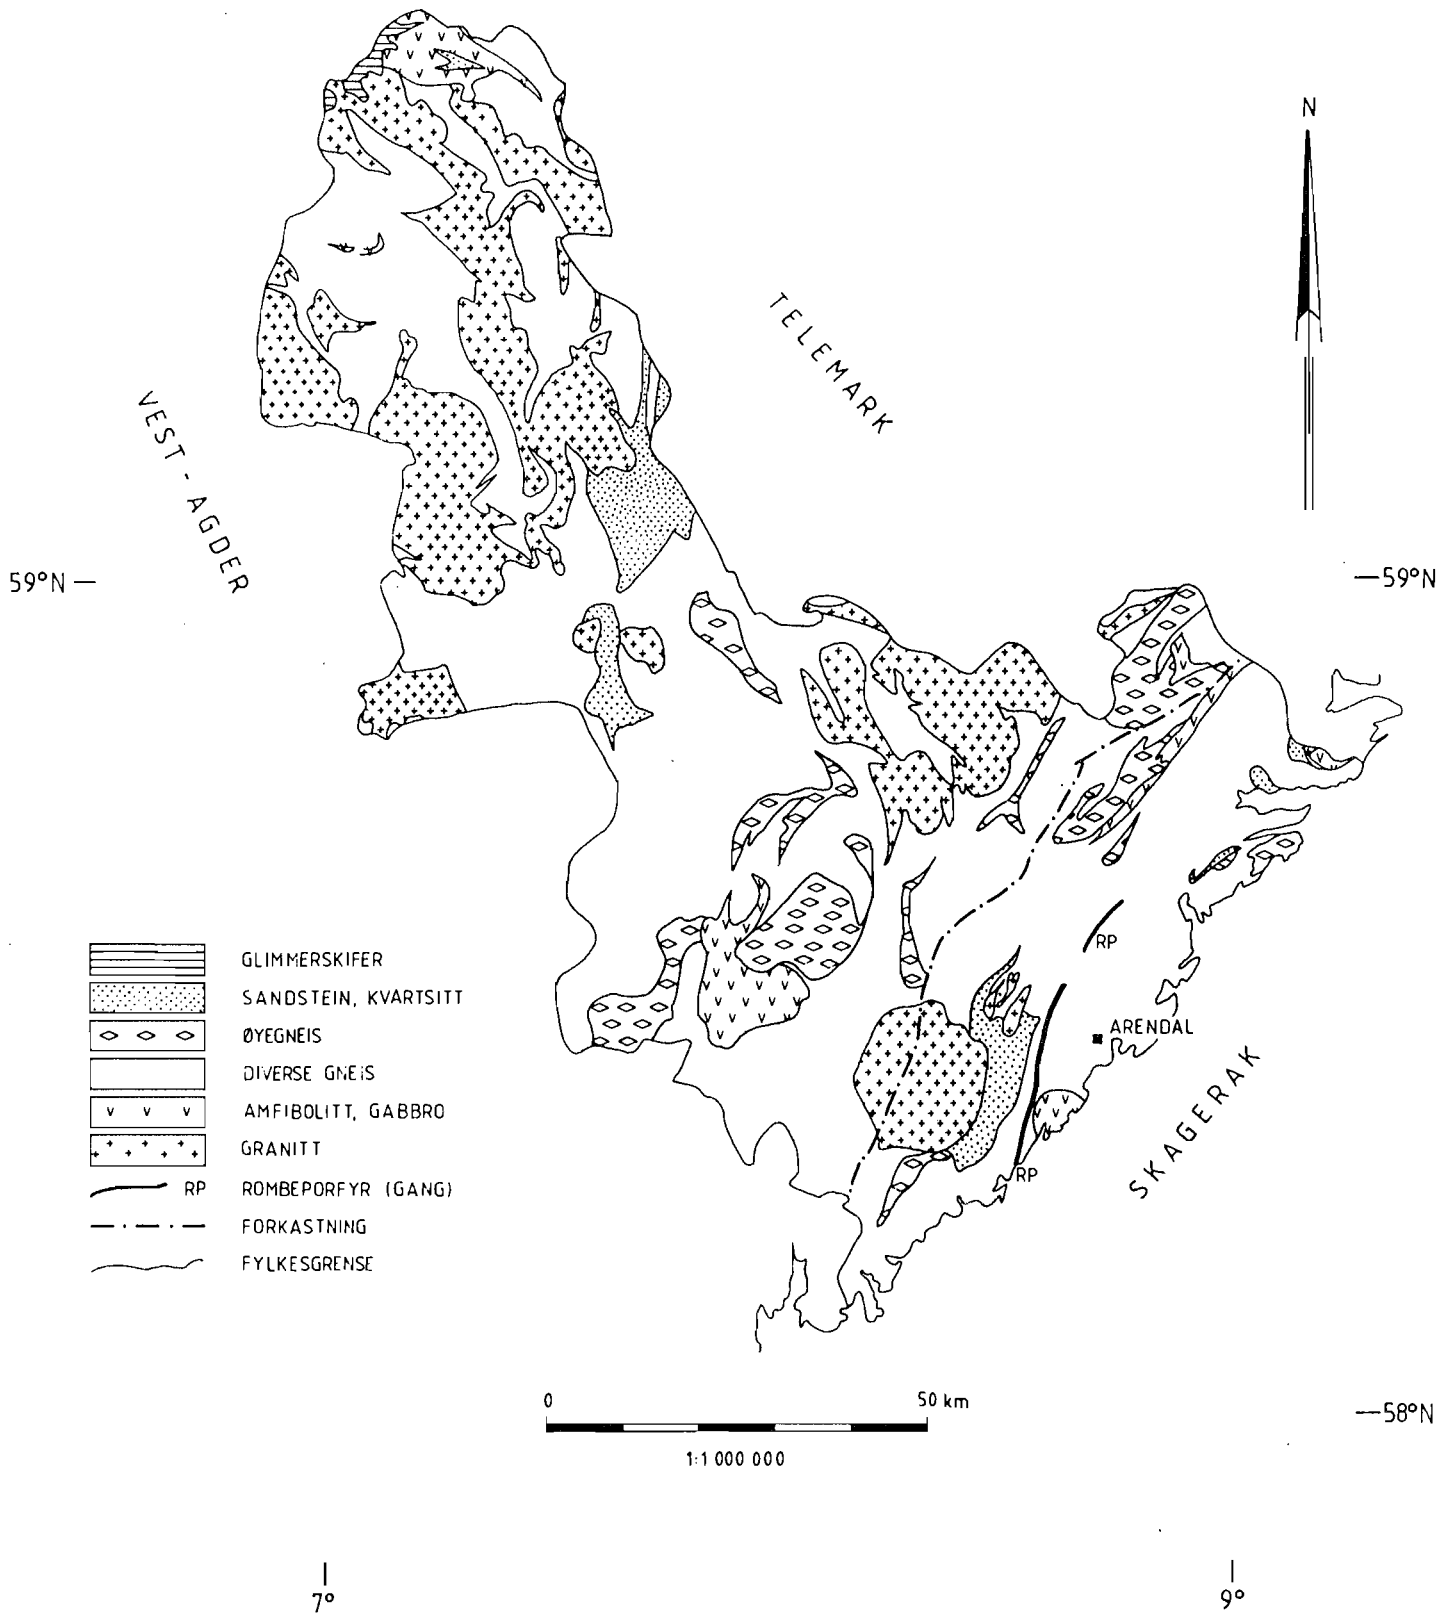 N
TELEMARK
VEST-AGDER
59°N
59°N
RP
ARENDAL
SKAGERAK
RP
GLIMMERSKIFER
SANDSTEIN, KVARTSITT
ØYEGNEIS
DIVERSE GNEIS
AMFIBOLITT, GABBRO
GRANITT
RP ROMBEPORFYR (GANG)
FORKASTNING
FYLKESGRENSE
0 50 km
1:1 000 000
58°N
7° 9°